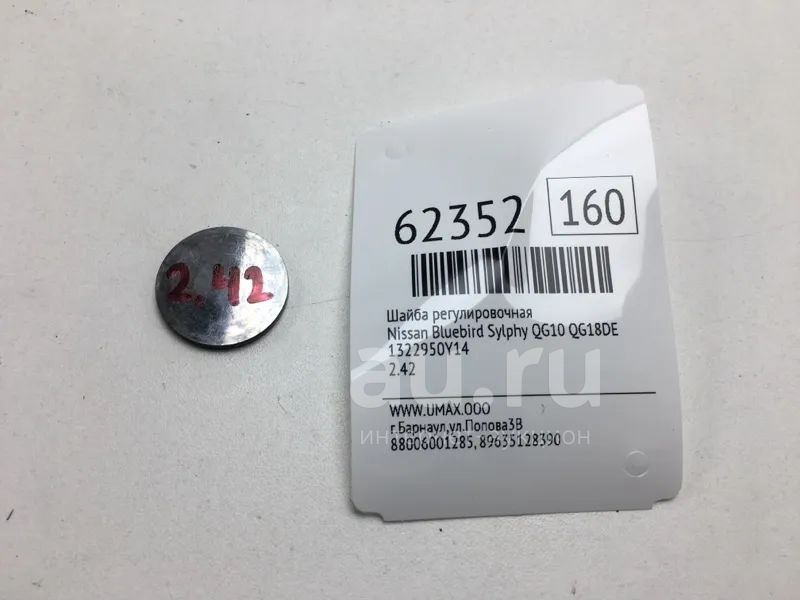 2.42
62352 160
Шайба регулировочная
Nissan Bluebird Sylphy QG10 QG18DE
1322950Y14
2.42
au.ru
WWW.UMAX.OOO
г.Барнаул,ул.Попова3В
88006001285, 89635128390